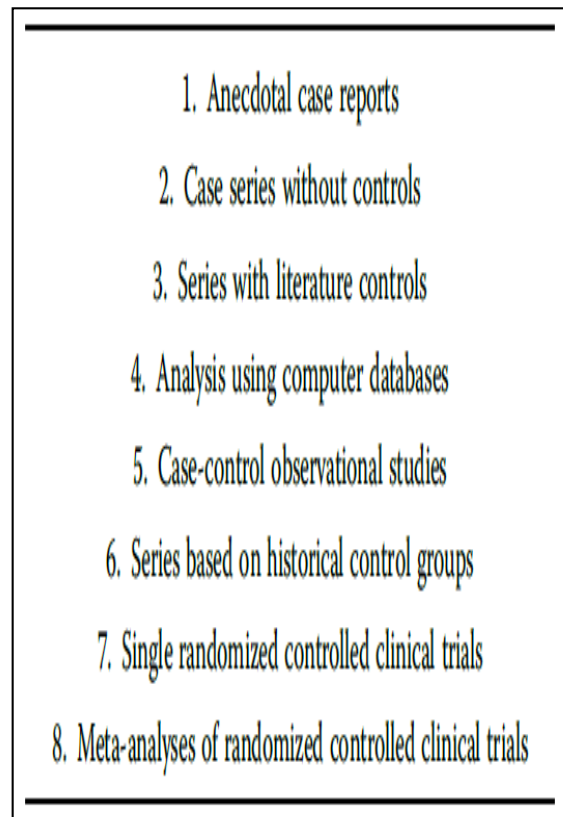 1. Anecdotal case reports
2. Case series without controls
3. Series with literature controls
4. Analysis using computer databases
5. Case-control observational studies
6. Series based on historical control groups
7. Single randomized controlled clinical trials
8. Meta-analyses of randomized controlled clinical trials